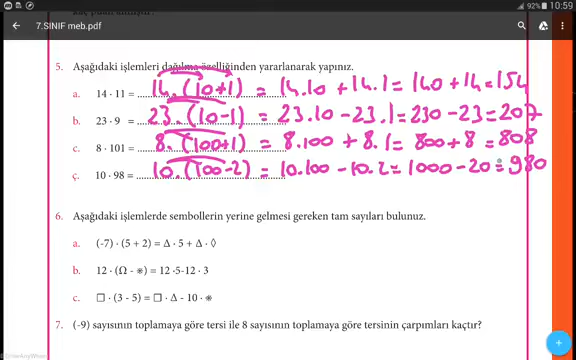 92% 10:59
7.SINIF meb.pdf
5. Aşağıdaki işlemleri dağılma özelliğinden yararlanarak yapınız.
a. 14 · 11 = 14.(10+1) = 14.10 + 14.1 = 140 + 14 = 154
b. 23 · 9 = 23.(10-1) = 23.10 - 23.1 = 230 - 23 = 207
c. 8 · 101 = 8.(100+1) = 8.100 + 8.1 = 800 + 8 = 808
ç. 10 · 98 = 10.(100-2) = 10.100 - 10.2 = 1000 - 20 = 980
6. Aşağıdaki işlemlerde sembollerin yerine gelmesi gereken tam sayıları bulunuz.
a. (-7) · (5 + 2) = Δ · 5 + Δ · ◊
b. 12 · (Ω - ⁕) = 12 ·5-12 · 3
c. □ · (3 - 5) = □ · Δ - 10 · ⁕
7. (-9) sayısının toplamaya göre tersi ile 8 sayısının toplamaya göre tersinin çarpımları kaçtır?